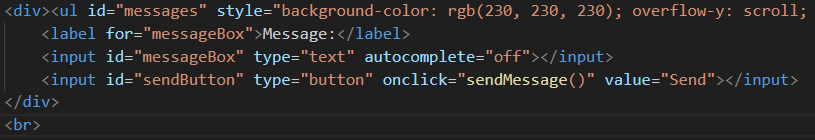 <div><ul id="messages" style="background-color: rgb(230, 230, 230); overflow-y: scroll;
    <label for="messageBox">Message:</label>
    <input id="messageBox" type="text" autocomplete="off"></input>
    <input id="sendButton" type="button" onclick="sendMessage()" value="Send"></input>
</div>
<br>